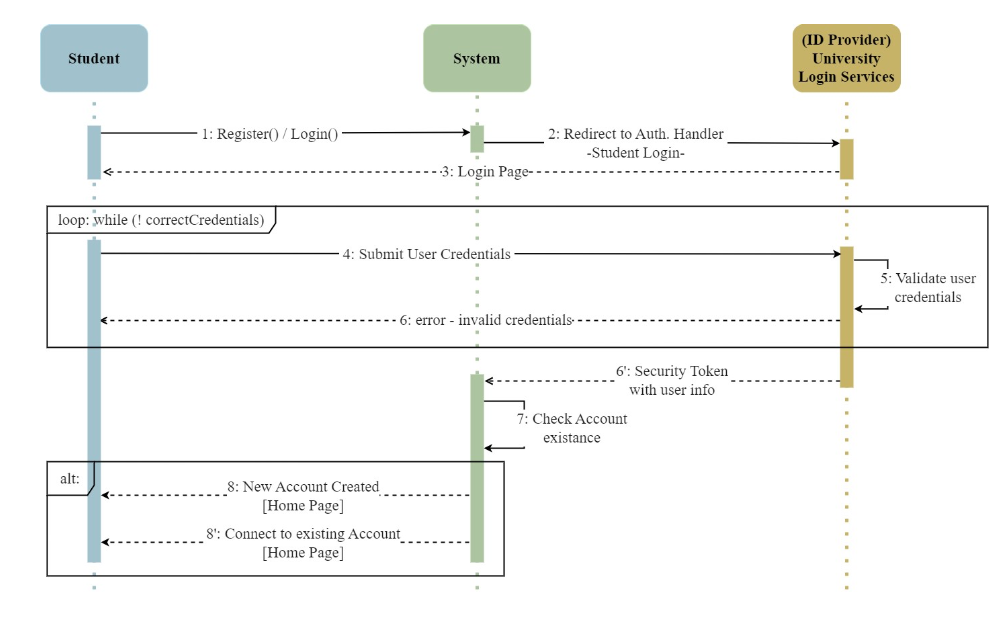 Student
System
(ID Provider)
University
Login Services
1: Register() / Login()
2: Redirect to Auth. Handler
-Student Login-
3: Login Page
loop: while (! correctCredentials)
4: Submit User Credentials
5: Validate user
credentials
6: error - invalid credentials
6': Security Token
with user info
7: Check Account
existance
alt:
8: New Account Created
[Home Page]
8': Connect to existing Account
[Home Page]